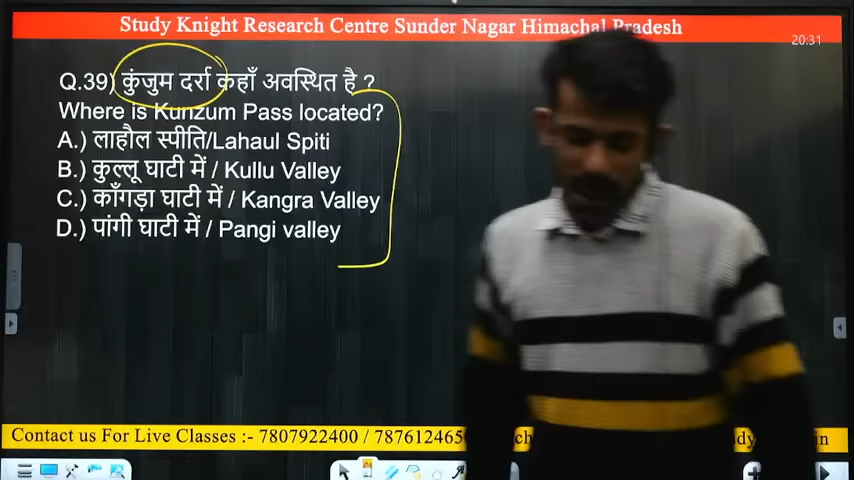 Study Knight Research Centre Sunder Nagar Himachal Pradesh
20:31
Q.39) कुंजुम दर्रा कहाँ अवस्थित है ?
Where is Kunzum Pass located?
A.) लाहौल स्पीति/Lahaul Spiti
B.) कुल्लू घाटी में / Kullu Valley
C.) काँगड़ा घाटी में / Kangra Valley
D.) पांगी घाटी में / Pangi valley
Contact us For Live Classes :- 7807922400 / 787612465